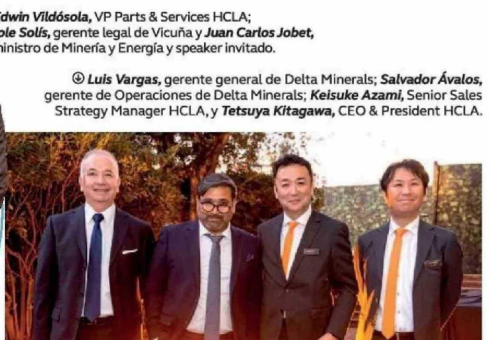 Edwin Vildósola, VP Parts & Services HCLA;
ole Solís, gerente legal de Vicuña y Juan Carlos Jobet,
ministro de Minería y Energía y speaker invitado.
Luis Vargas, gerente general de Delta Minerals; Salvador Ávalos,
gerente de Operaciones de Delta Minerals; Keisuke Azami, Senior Sales
Strategy Manager HCLA, y Tetsuya Kitagawa, CEO & President HCLA.